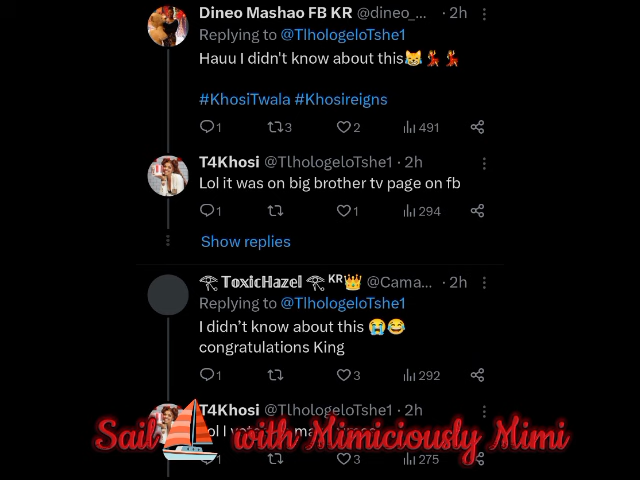 Dineo Mashao FB KR @dineo_... · 2h
Replying to @TlhologeloTshe1
Hauu I didn't know about this😹💃💃
#KhosiTwala #Khosireigns
1 3 2 491
T4Khosi @TlhologeloTshe1 · 2h
Lol it was on big brother tv page on fb
1 1 294
Show replies
𓂀 𝕋𝕠𝕩𝕚𝕔ℍ𝕒𝕫𝕖𝕝 𓂀 ᴷᴿ👑 @Cama... · 2h
Replying to @TlhologeloTshe1
I didn’t know about this 😭😂
congratulations King
1 3 292
T4Khosi @TlhologeloTshe1 · 2h
Lol I
Sail⛵ with Mimiciously Mimi
1 3 275